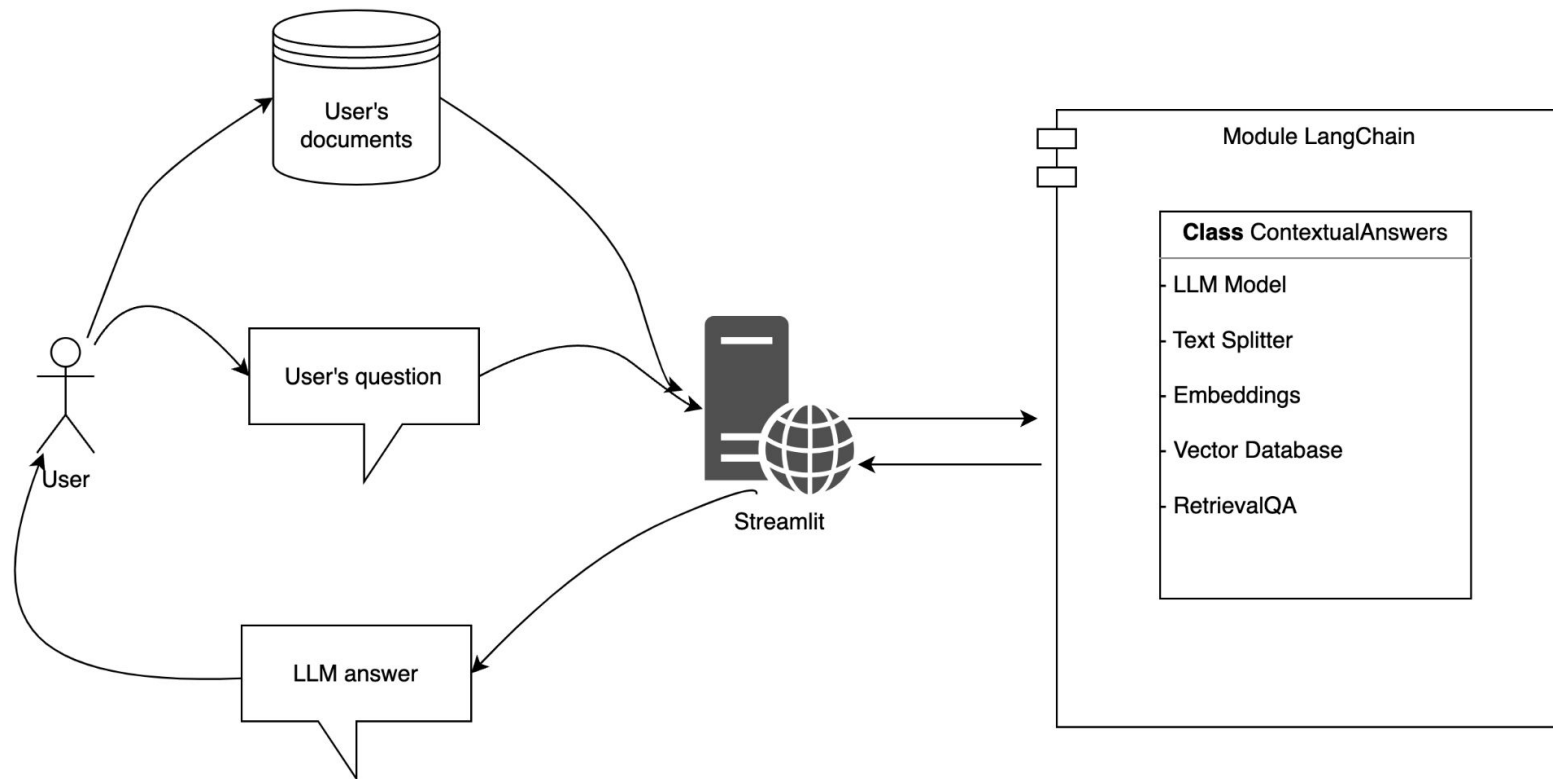 User's
documents
User's question
User
LLM answer
Streamlit
Module LangChain
Class ContextualAnswers
- LLM Model
- Text Splitter
- Embeddings
- Vector Database
- RetrievalQA